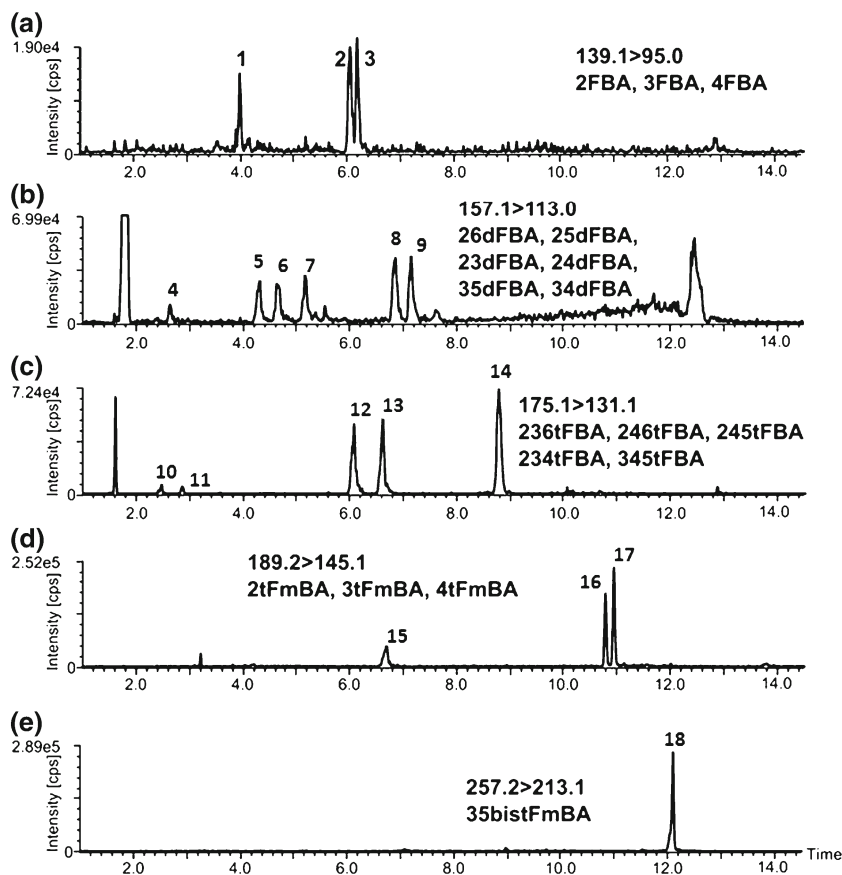 (a)
1.90e4
Intensity [cps]
0
1 2 3
139.1>95.0
2FBA, 3FBA, 4FBA
2.0 4.0 6.0 8.0 10.0 12.0 14.0
(b)
6.99e4
Intensity [cps]
0
4 5 6 7 8 9
157.1>113.0
26dFBA, 25dFBA,
23dFBA, 24dFBA,
35dFBA, 34dFBA
2.0 4.0 6.0 8.0 10.0 12.0 14.0
(c)
7.24e4
Intensity [cps]
0
10 11 12 13 14
175.1>131.1
236tFBA, 246tFBA, 245tFBA
234tFBA, 345tFBA
2.0 4.0 6.0 8.0 10.0 12.0 14.0
(d)
2.52e5
Intensity [cps]
0
189.2>145.1
2tFmBA, 3tFmBA, 4tFmBA
15 16 17
2.0 4.0 6.0 8.0 10.0 12.0 14.0
(e)
2.89e5
Intensity [cps]
0
18
257.2>213.1
35bistFmBA
2.0 4.0 6.0 8.0 10.0 12.0 14.0 Time